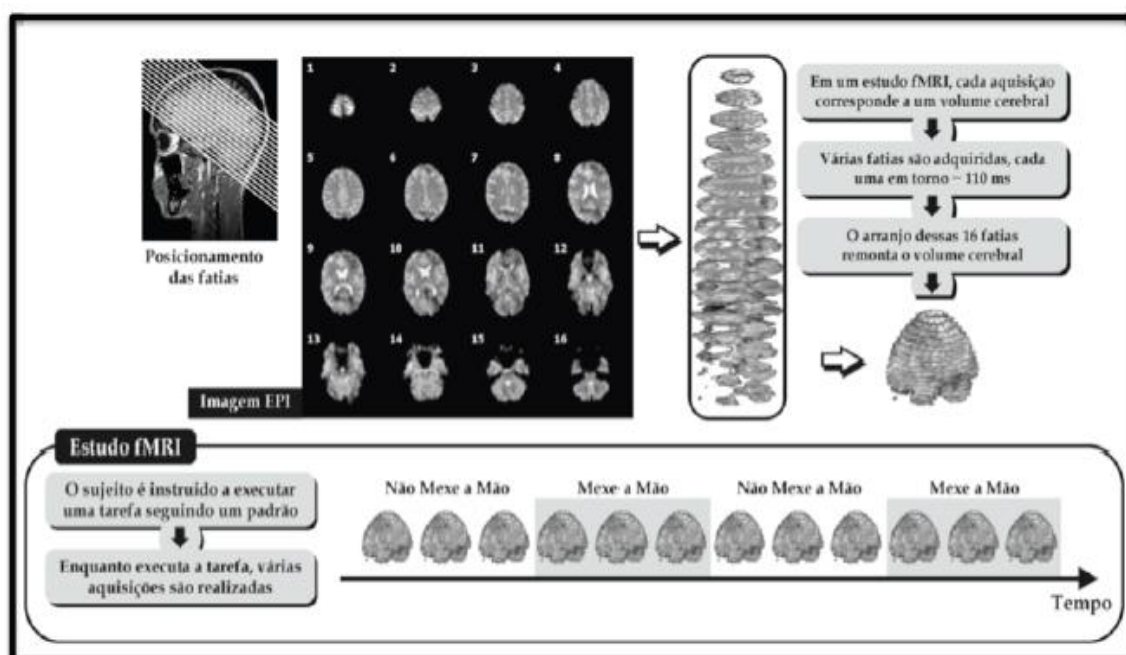 1
2
3
4
5
6
7
8
9
10
11
12
13
14
15
16
Posicionamento
das fatias
Imagem EPI
Em um estudo fMRI, cada aquisição
corresponde a um volume cerebral
Várias fatias são adquiridas, cada
uma em torno ~ 110 ms
O arranjo dessas 16 fatias
remonta o volume cerebral
Estudo fMRI
O sujeito é instruido a executar
uma tarefa seguindo um padrão
Enquanto executa a tarefa, várias
aquisições são realizadas
Não Mexe a Mão
Mexe a Mão
Não Mexe a Mão
Mexe a Mão
Tempo